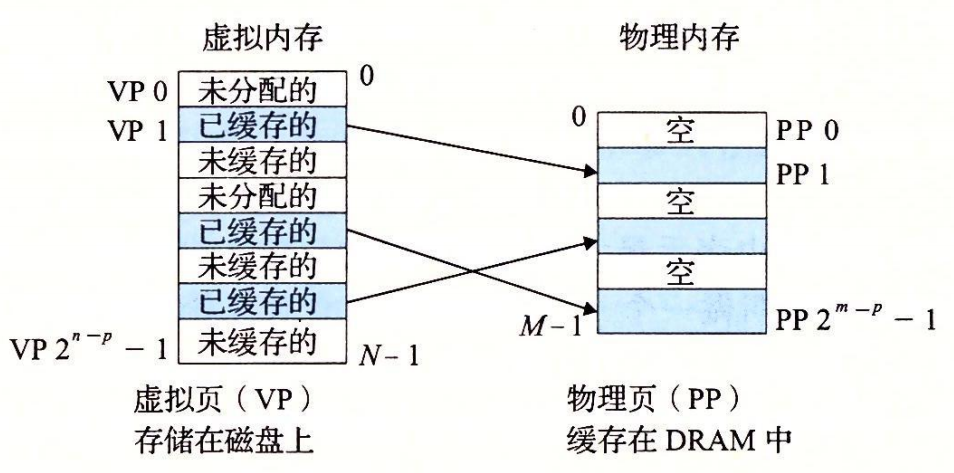 虚拟内存
VP 0 未分配的 0
VP 1 已缓存的
未缓存的
未分配的
已缓存的
未缓存的
已缓存的
VP 2^{n-p} - 1 未缓存的 N-1
虚拟页（VP）
存储在磁盘上
物理内存
0 空 PP 0
PP 1
空
空
M-1 PP 2^{m-p} - 1
物理页（PP）
缓存在 DRAM 中